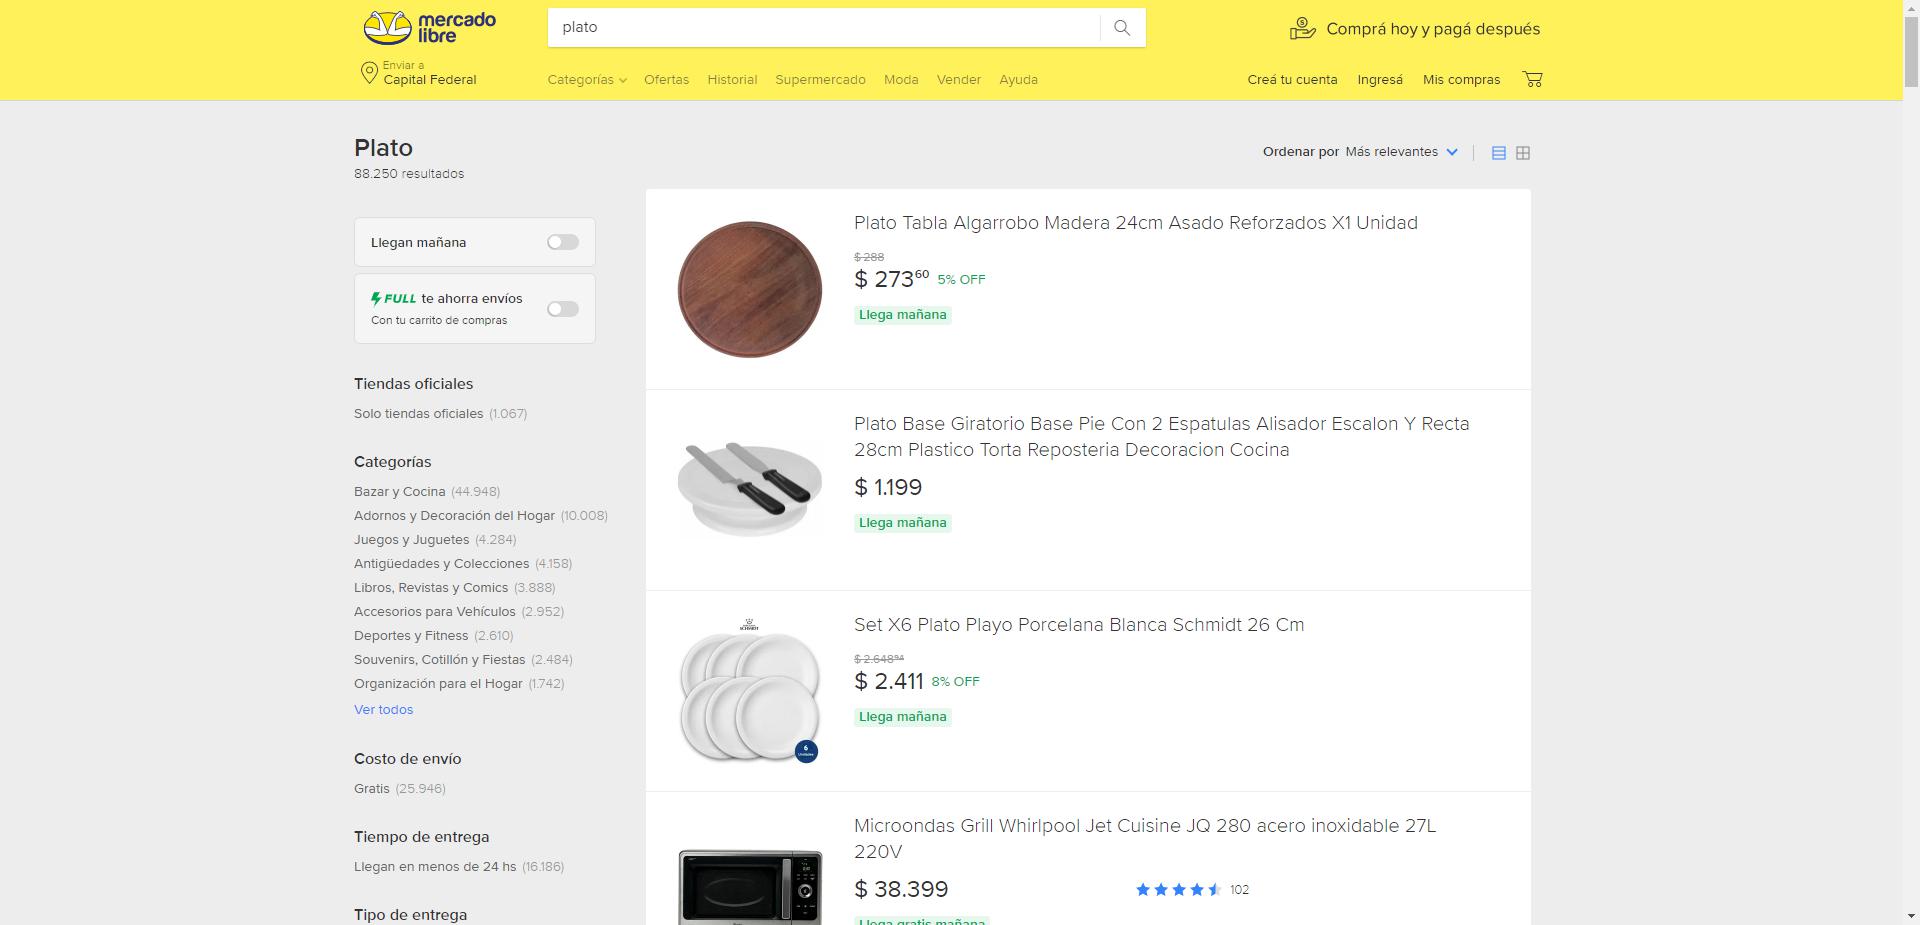 mercado
libre
plato
Comprá hoy y pagá después
Enviar a
Capital Federal
Categorías
Ofertas
Historial
Supermercado
Moda
Vender
Ayuda
Creá tu cuenta
Ingresá
Mis compras
Plato
88.250 resultados
Ordenar por Más relevantes
Llegan mañana
FULL te ahorra envíos
Con tu carrito de compras
Tiendas oficiales
Solo tiendas oficiales (1.067)
Categorías
Bazar y Cocina (44.948)
Adornos y Decoración del Hogar (10.008)
Juegos y Juguetes (4.284)
Antigüedades y Colecciones (4.158)
Libros, Revistas y Comics (3.888)
Accesorios para Vehículos (2.952)
Deportes y Fitness (2.610)
Souvenirs, Cotillón y Fiestas (2.484)
Organización para el Hogar (1.742)
Ver todos
Costo de envío
Gratis (25.946)
Tiempo de entrega
Llegan en menos de 24 hs (16.186)
Tipo de entrega
Plato Tabla Algarrobo Madera 24cm Asado Reforzados X1 Unidad
$ 288
$ 273 60 5% OFF
Llega mañana
Plato Base Giratorio Base Pie Con 2 Espatulas Alisador Escalon Y Recta
28cm Plastico Torta Reposteria Decoracion Cocina
$ 1.199
Llega mañana
SCHMIDT
6
Unidades
Set X6 Plato Playo Porcelana Blanca Schmidt 26 Cm
$ 2.648 94
$ 2.411 8% OFF
Llega mañana
Microondas Grill Whirlpool Jet Cuisine JQ 280 acero inoxidable 27L
220V
$ 38.399
102
Llega gratis mañana